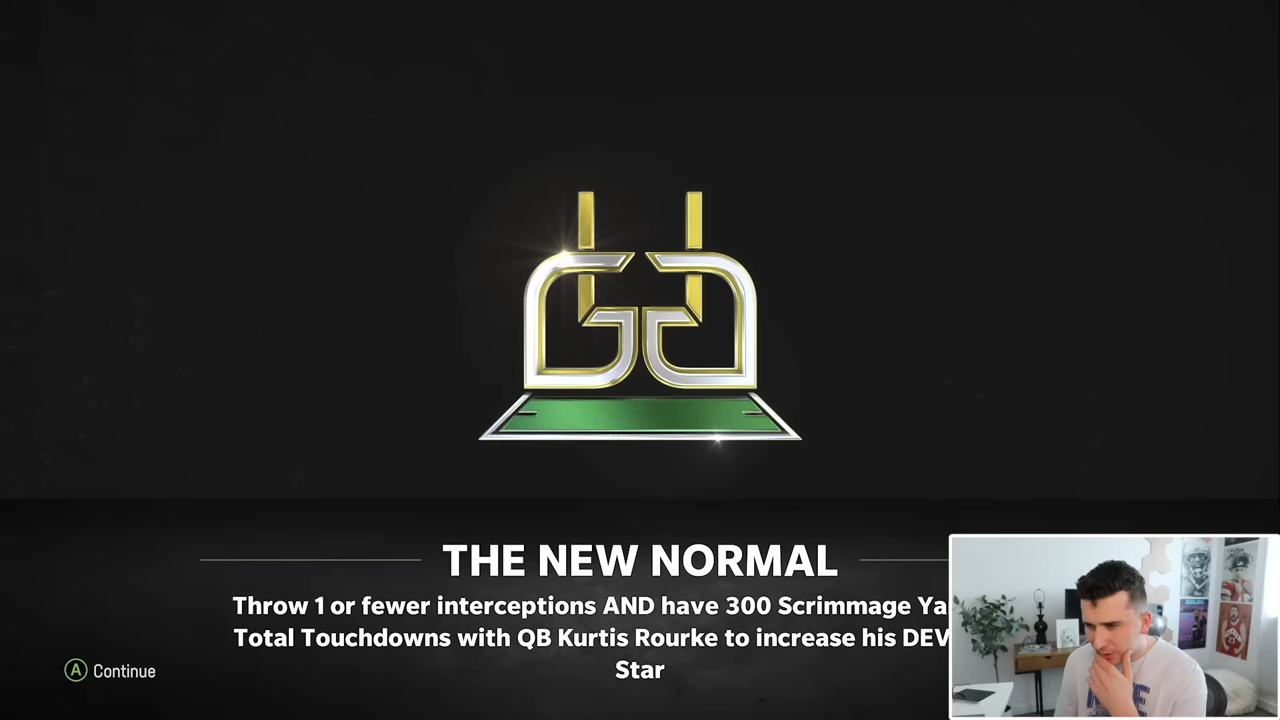 THE NEW NORMAL
Throw 1 or fewer interceptions AND have 300 Scrimmage
Total Touchdowns with QB Kurtis Rourke to increase his DEV
Star
A Continue